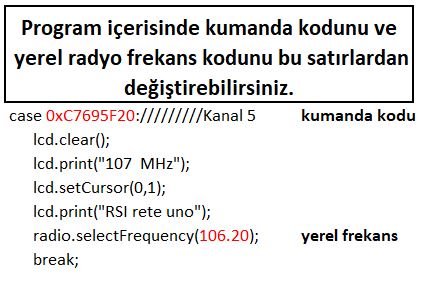 Program içerisinde kumanda kodunu ve
yerel radyo frekans kodunu bu satırlardan
değiştirebilirsiniz.
case 0xC7695F20://///////Kanal 5 kumanda kodu
lcd.clear();
lcd.print("107  MHz");
lcd.setCursor(0,1);
lcd.print("RSI rete uno");
radio.selectFrequency(106.20); yerel frekans
break;